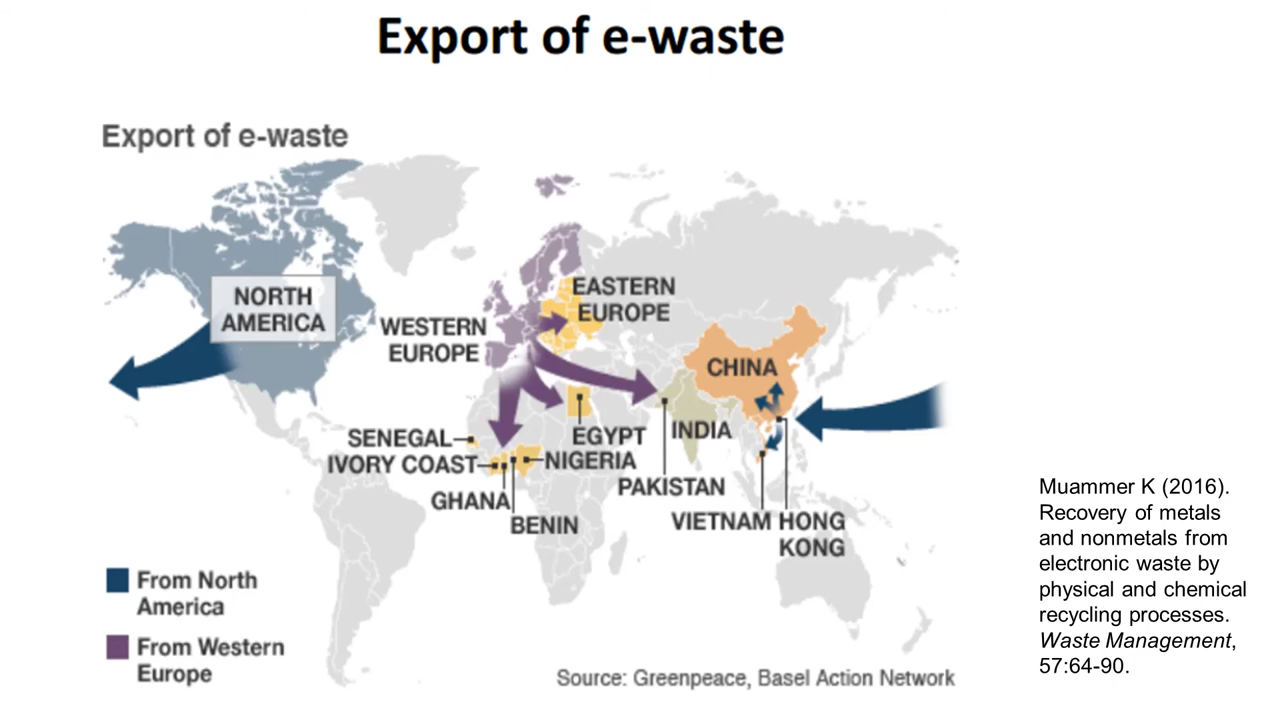 Export of e-waste
Export of e-waste
NORTH
AMERICA
WESTERN
EUROPE
EASTERN
EUROPE
CHINA
SENEGAL
IVORY COAST
GHANA
BENIN
EGYPT
NIGERIA
INDIA
PAKISTAN
VIETNAM
HONG
KONG
From North
America
From Western
Europe
Source: Greenpeace, Basel Action Network
Muammer K (2016).
Recovery of metals
and nonmetals from
electronic waste by
physical and chemical
recycling processes.
Waste Management,
57:64-90.